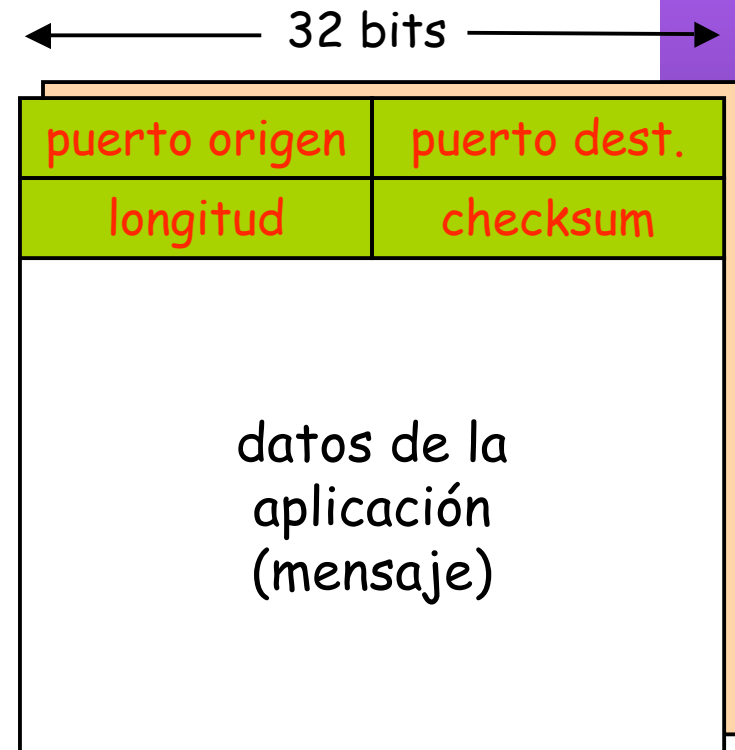 32 bits
puerto origen
puerto dest.
longitud
checksum
datos de la
aplicación
(mensaje)